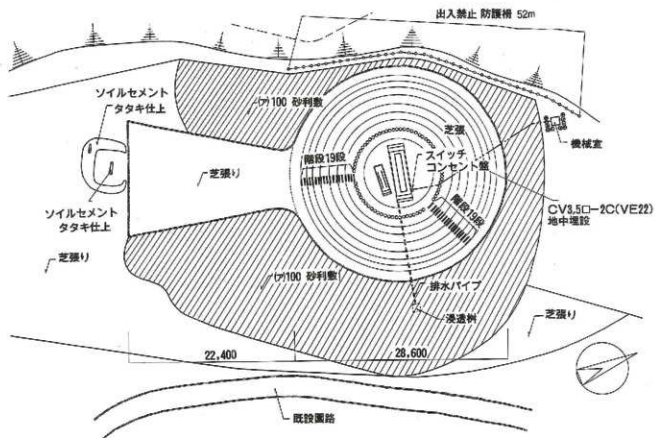 出入禁止 防護柵 52m
ソイルセメント
タタキ仕上
(ア)100 砂利敷
芝張
機械室
階段19段
スイッチ
コンセント盤
芝張り
階段19段
CV3,5ロ-2C(VE22)
地中埋設
ソイルセメント
タタキ仕上
芝張り
(ア)100 砂利敷
排水パイプ
浸透桝
芝張り
22,400
28,600
既設園路